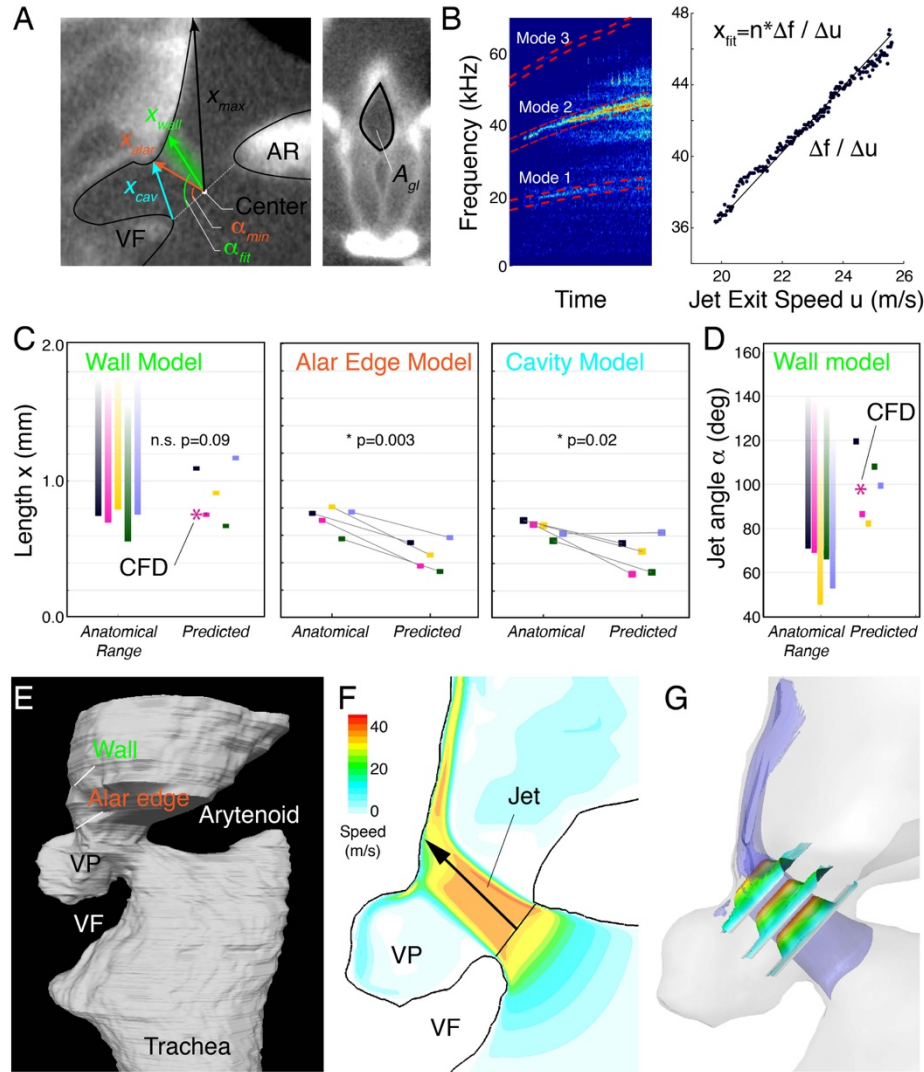 A
x_max
x_wall
x_alar
x_cav
AR
Center
VF
α_min
α_fit
A_gl
B
Frequency (kHz)
60
40
20
0
Mode 3
Mode 2
Mode 1
Time
48
44
40
36
x_fit=n*Δf / Δu
Δf / Δu
20 22 24 26
Jet Exit Speed u (m/s)
C
Length x (mm)
2.0
1.0
0.0
Wall Model
n.s. p=0.09
CFD
Anatomical Range
Predicted
Alar Edge Model
* p=0.003
Anatomical Predicted
Cavity Model
* p=0.02
Anatomical Predicted
D
Jet angle α (deg)
160
140
120
100
80
60
40
Wall model
CFD
Anatomical Range
Predicted
E
Wall
Alar edge
Arytenoid
VP
VF
Trachea
F
40
20
0
Speed
(m/s)
Jet
VP
VF
G